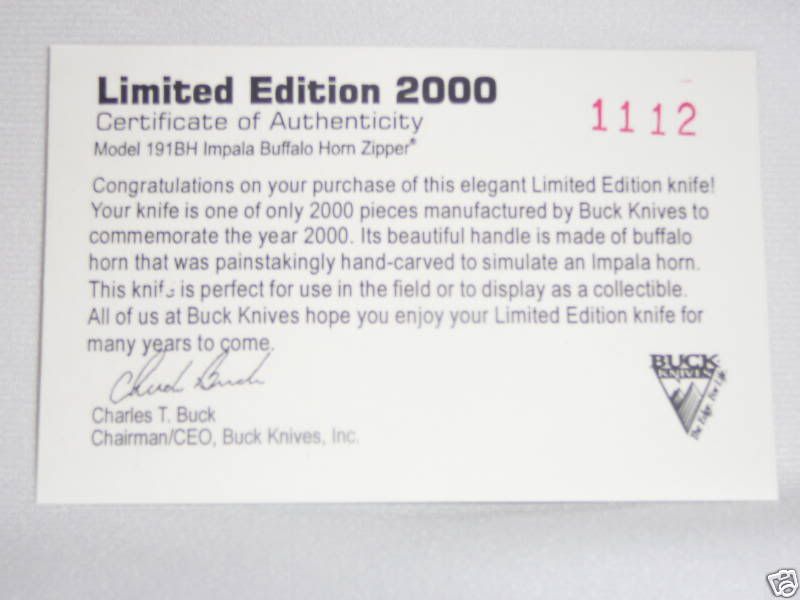 Limited Edition 2000
1112
Certificate of Authenticity
Model 191BH Impala Buffalo Horn Zipper®
Congratulations on your purchase of this elegant Limited Edition knife!
Your knife is one of only 2000 pieces manufactured by Buck Knives to
commemorate the year 2000. Its beautiful handle is made of buffalo
horn that was painstakingly hand-carved to simulate an Impala horn.
This knife is perfect for use in the field or to display as a collectible.
All of us at Buck Knives hope you enjoy your Limited Edition knife for
many years to come.
Chuck Buck
Charles T. Buck
Chairman/CEO, Buck Knives, Inc.
BUCK
KNIVES
The Edge. For Life